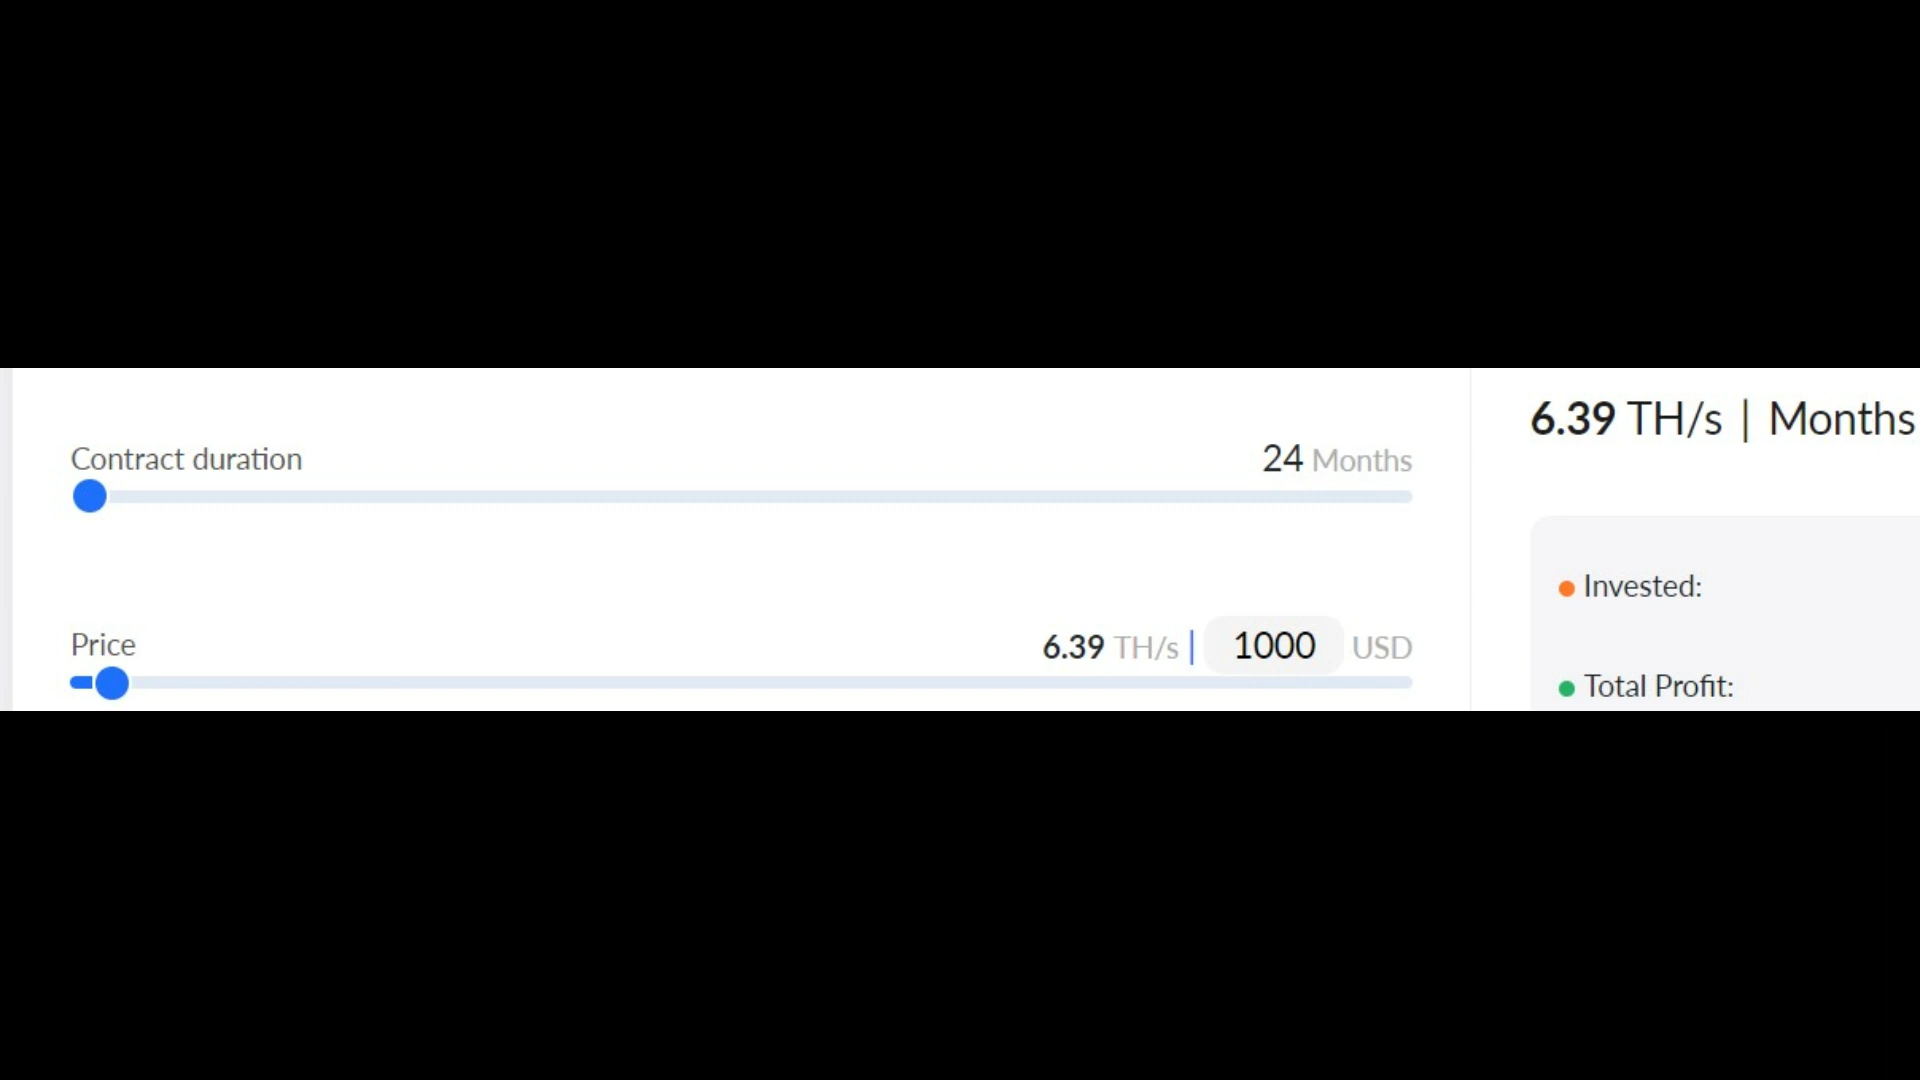 6.39 TH/s | Months
Contract duration 24 Months
Invested:
Price 6.39 TH/s | 1000 USD
Total Profit: